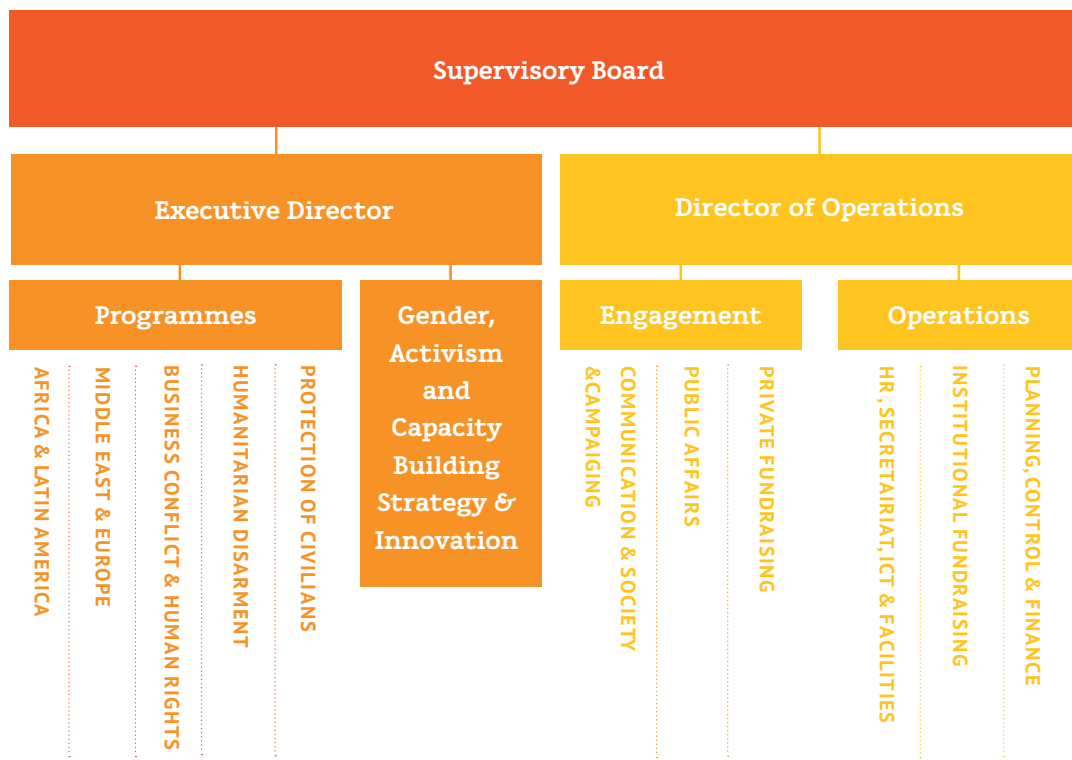 Supervisory Board
Executive Director
Director of Operations
Programmes
Gender,
Activism
and
Capacity
Building
Strategy &
Innovation
Engagement
Operations
AFRICA & LATIN AMERICA
MIDDLE EAST & EUROPE
BUSINESS CONFLICT & HUMAN RIGHTS
HUMANITARIAN DISARMENT
PROTECTION OF CIVILIANS
COMMUNICATION & SOCIETY
&CAMPAIGING
PUBLIC AFFAIRS
PRIVATE FUNDRAISING
HR , SECRETAIRIAT, ICT & FACILITIES
INSTITUTIONAL FUNDRAISING
PLANNING, CONTROL & FINANCE